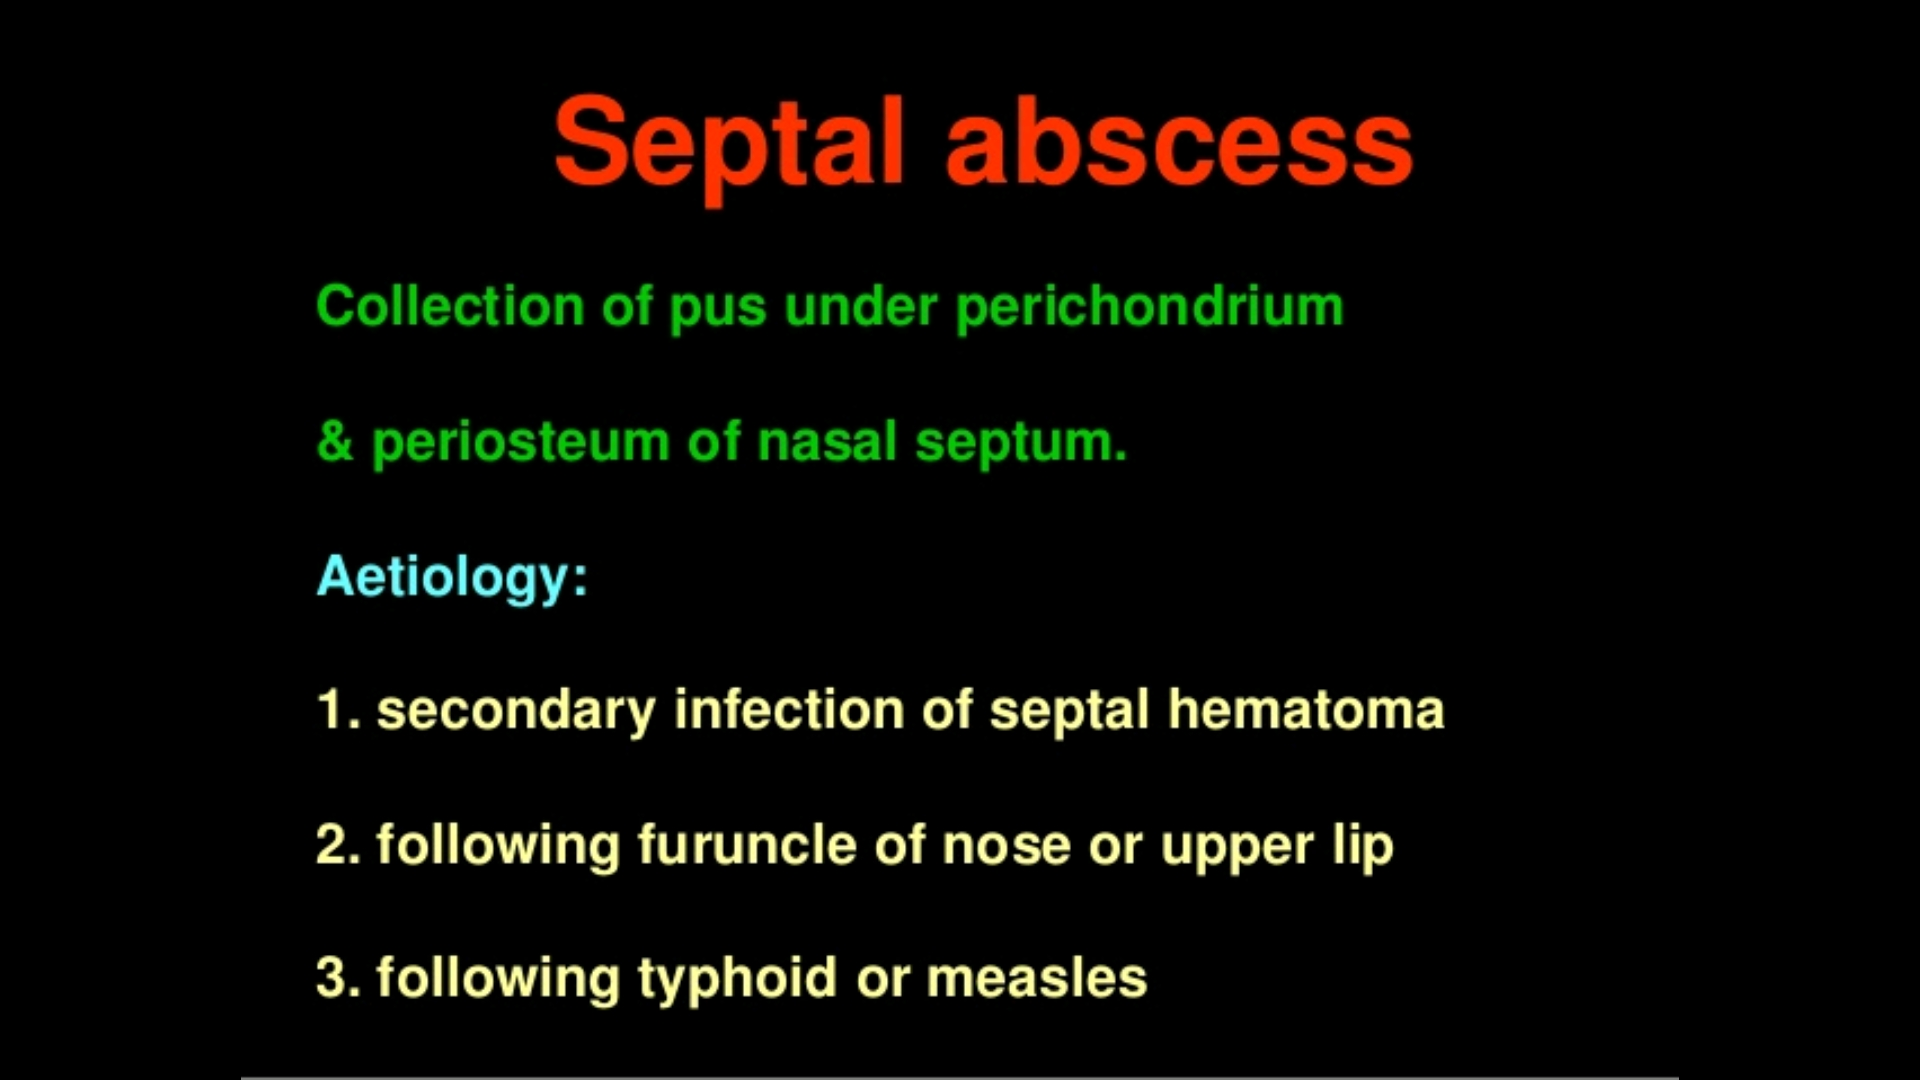 Septal abscess
Collection of pus under perichondrium
& periosteum of nasal septum.
Aetiology:
1. secondary infection of septal hematoma
2. following furuncle of nose or upper lip
3. following typhoid or measles